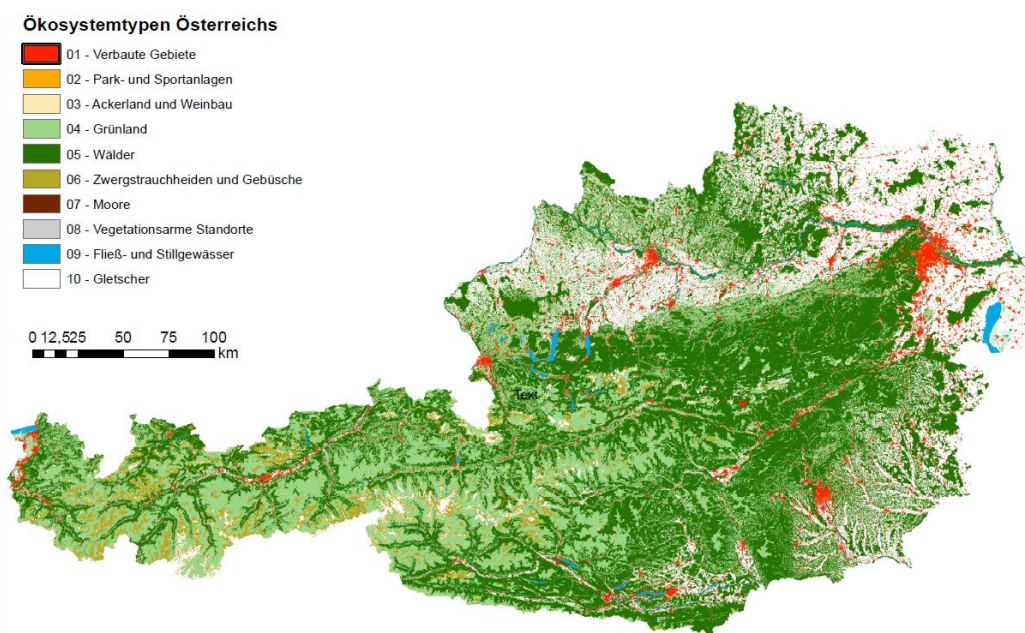 Ökosystemtypen Österreichs
01 - Verbaute Gebiete
02 - Park- und Sportanlagen
03 - Ackerland und Weinbau
04 - Grünland
05 - Wälder
06 - Zwergstrauchheiden und Gebüsche
07 - Moore
08 - Vegetationsarme Standorte
09 - Fließ- und Stillgewässer
10 - Gletscher
0 12,525 50 75 100
km
Text